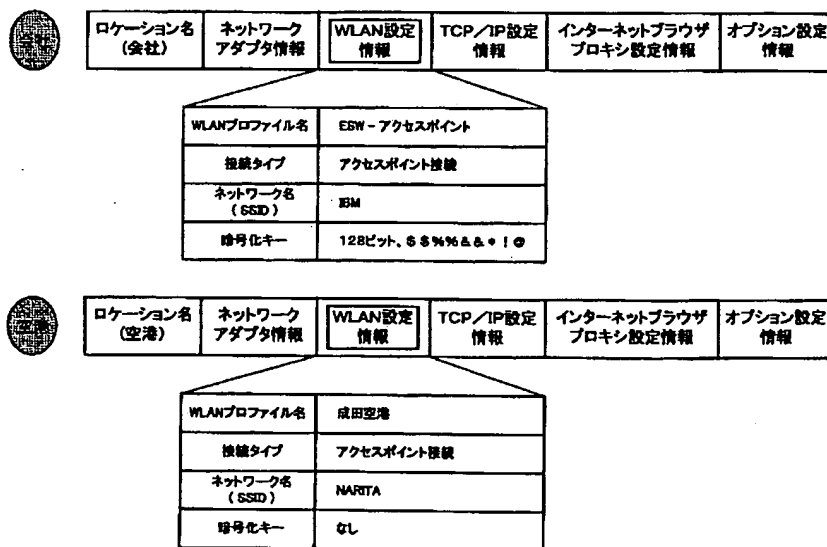 会社
ロケーション名
(会社)
ネットワーク
アダプタ情報
WLAN設定
情報
TCP/IP設定
情報
インターネットブラウザ
プロキシ設定情報
オプション設定
情報
WLANプロファイル名
ESW-アクセスポイント
接続タイプ
アクセスポイント接続
ネットワーク名
(SSID)
IBM
暗号化キー
128ビット、$$%%&&*!@
空港
ロケーション名
(空港)
ネットワーク
アダプタ情報
WLAN設定
情報
TCP/IP設定
情報
インターネットブラウザ
プロキシ設定情報
オプション設定
情報
WLANプロファイル名
成田空港
接続タイプ
アクセスポイント接続
ネットワーク名
(SSID)
NARITA
暗号化キー
なし